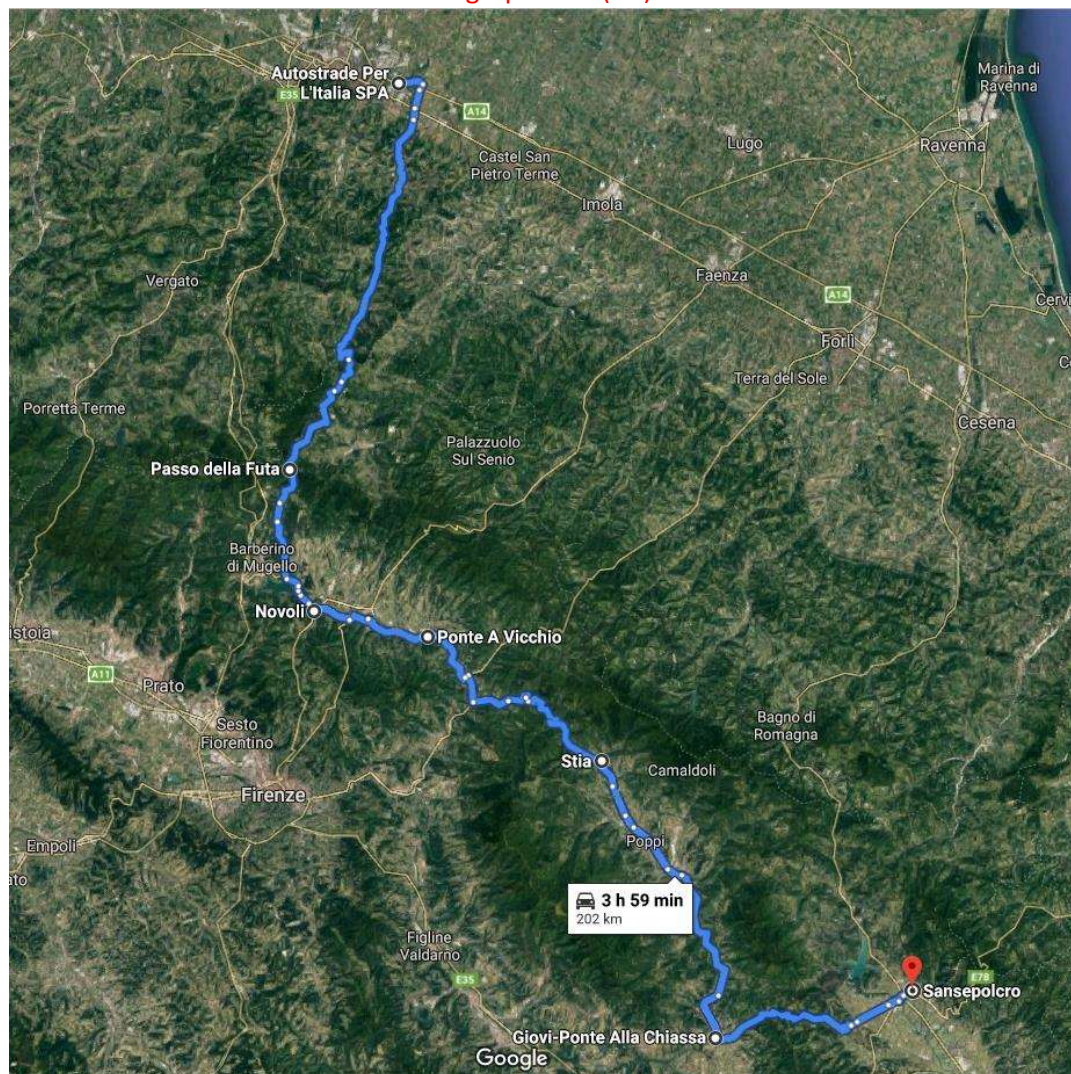 Autostrade Per
L'Italia SPA
E35
A14
Marina di
Ravenna
Lugo
Ravenna
Castel San
Pietro Terme
Imola
Vergato
Faenza
A14
Forlì
Terra del Sole
Cesena
Porretta Terme
Palazzuolo
Sul Senio
Passo della Futa
Barberino
di Mugello
Novoli
Ponte A Vicchio
A11
Prato
Sesto
Fiorentino
Bagno di
Romagna
Stia
Camaldoli
Firenze
Empoli
Poppi
3 h 59 min
202 km
Figline
Valdarno
E35
E78
Sansepolcro
Giovi-Ponte Alla Chiassa
Google